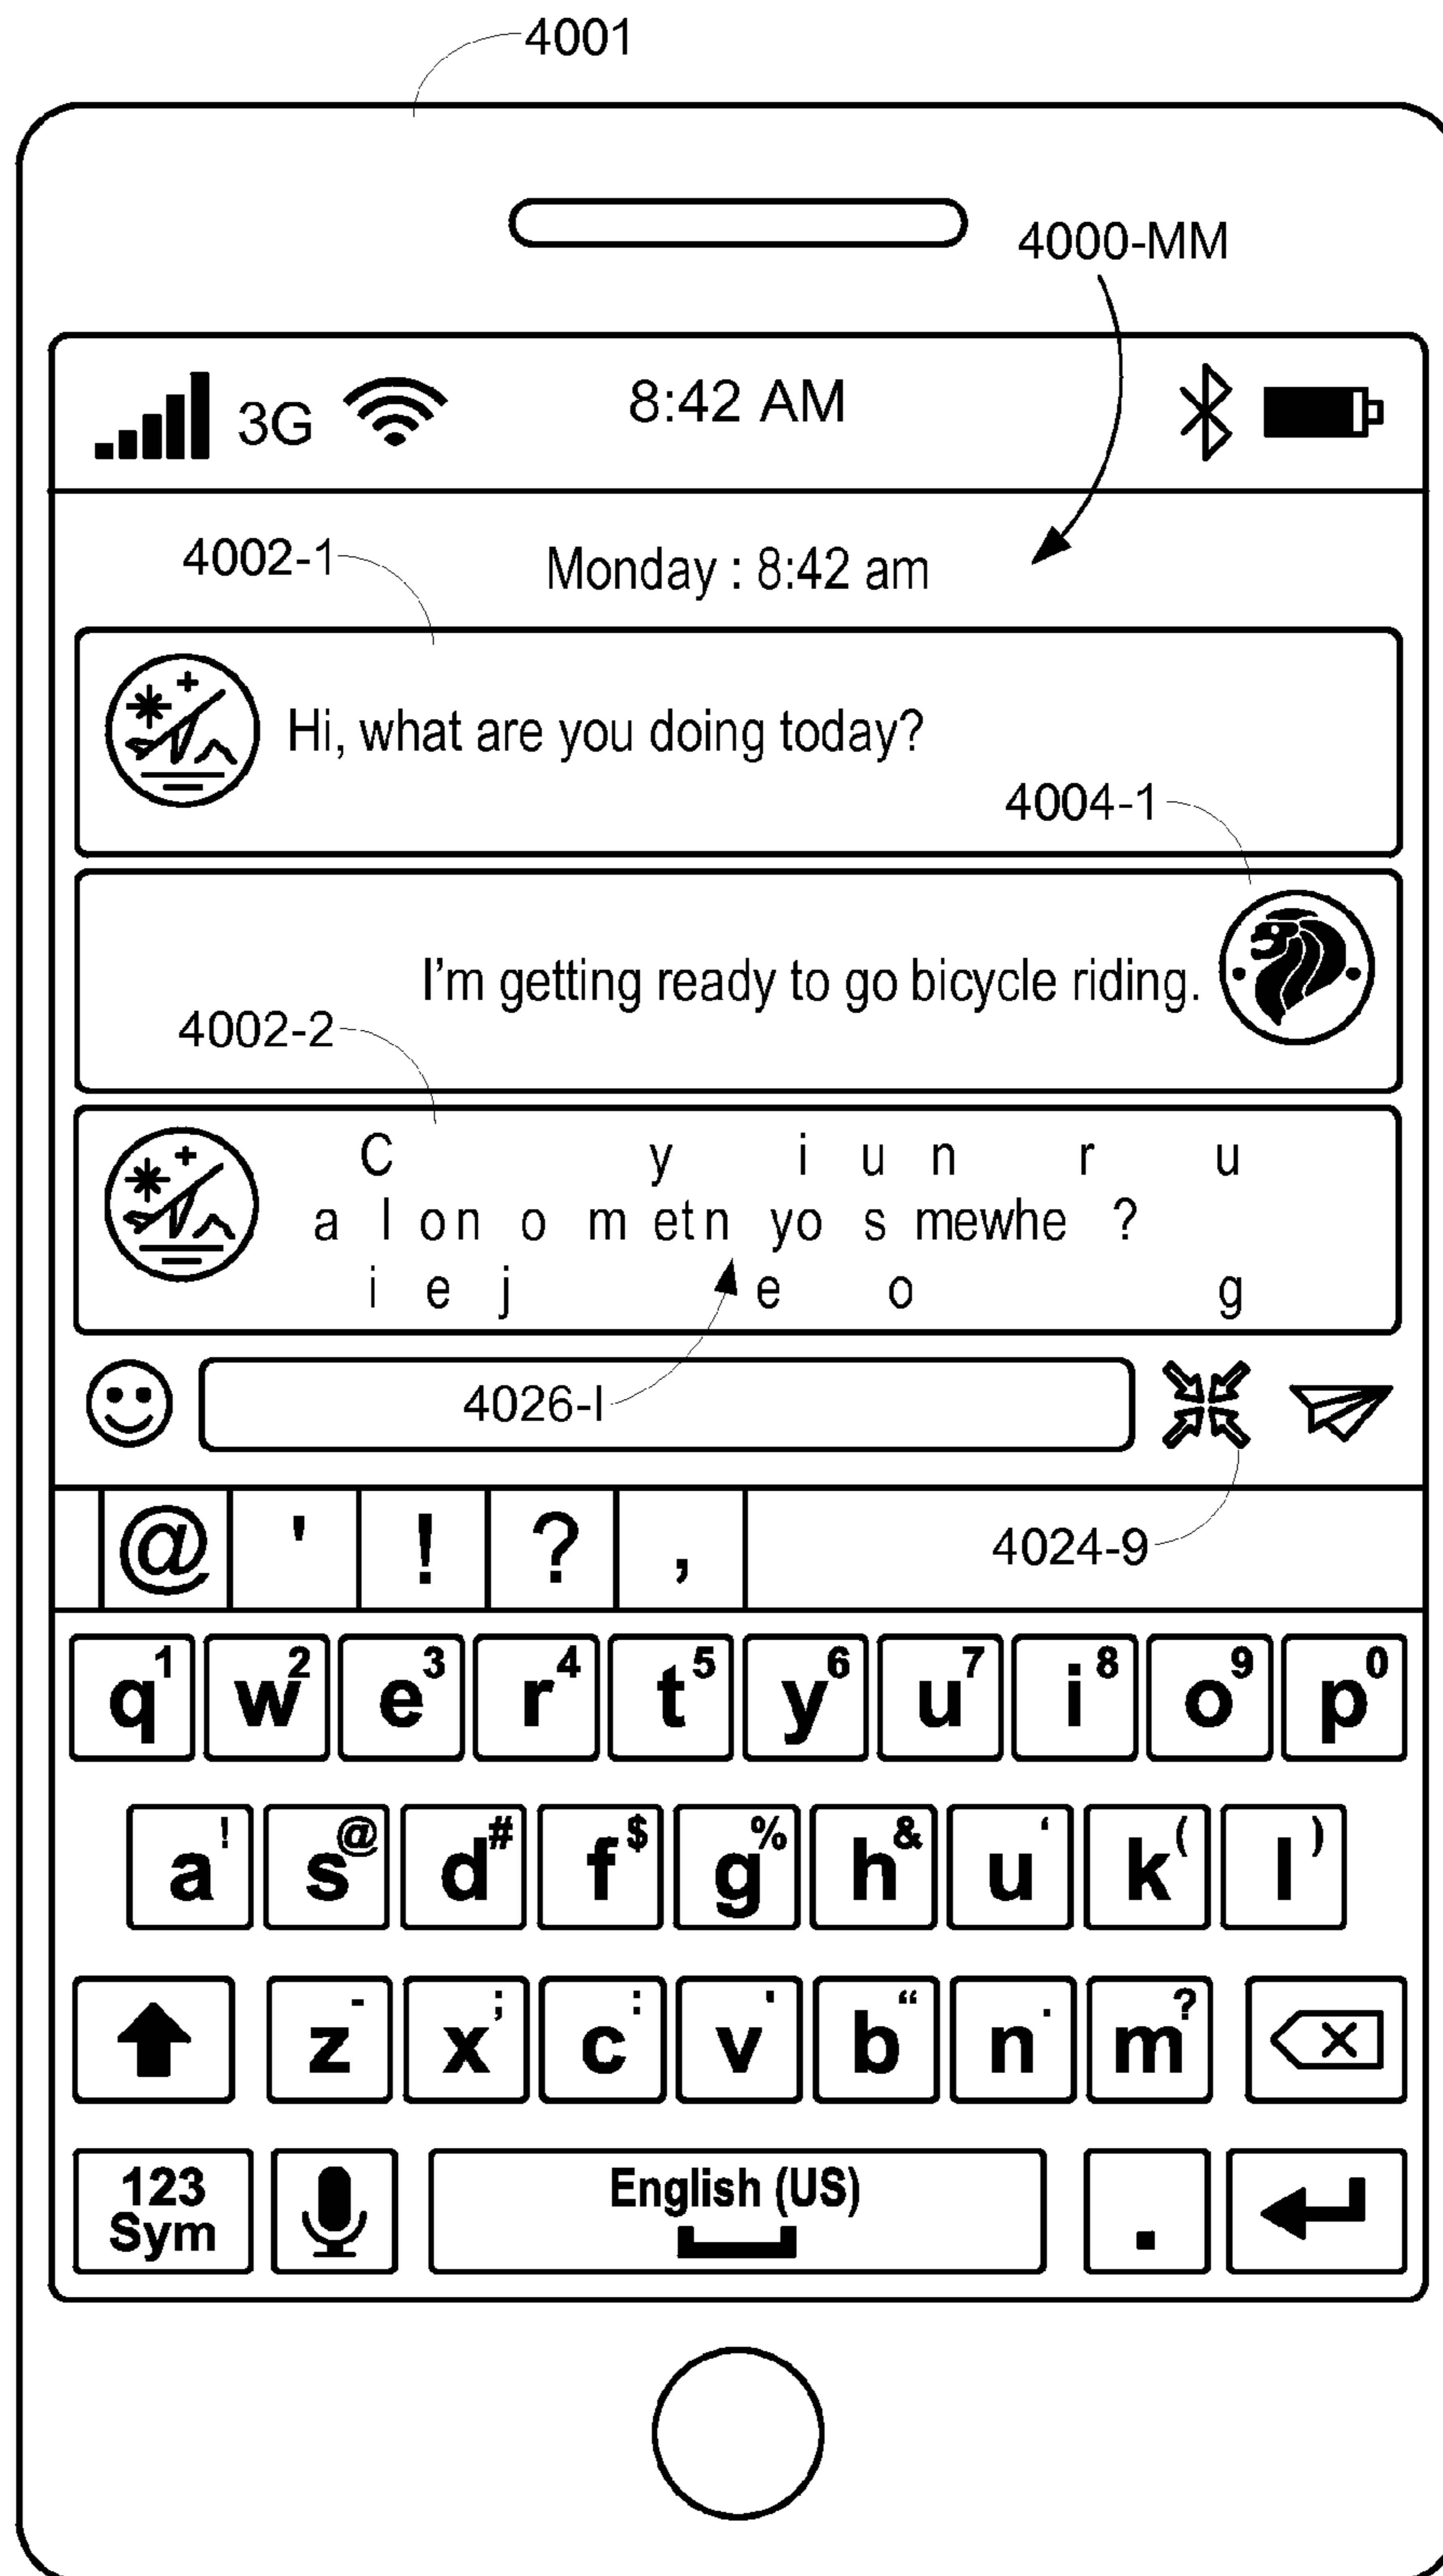 4001
4000-MM
3G 8:42 AM
4002-1 Monday : 8:42 am
Hi, what are you doing today?
4004-1
I'm getting ready to go bicycle riding.
4002-2
C y i u n r u
a l on o m etn yo s mewhe ?
i e j e o g
4026-I
@ ' ! ? , 4024-9
q1 w2 e3 r4 t5 y6 u7 i8 o9 p0
a! s@ d# f$ g% h& u‘ k( l)
z- x; c: v' b“ n. m?
123 English (US) .
Sym